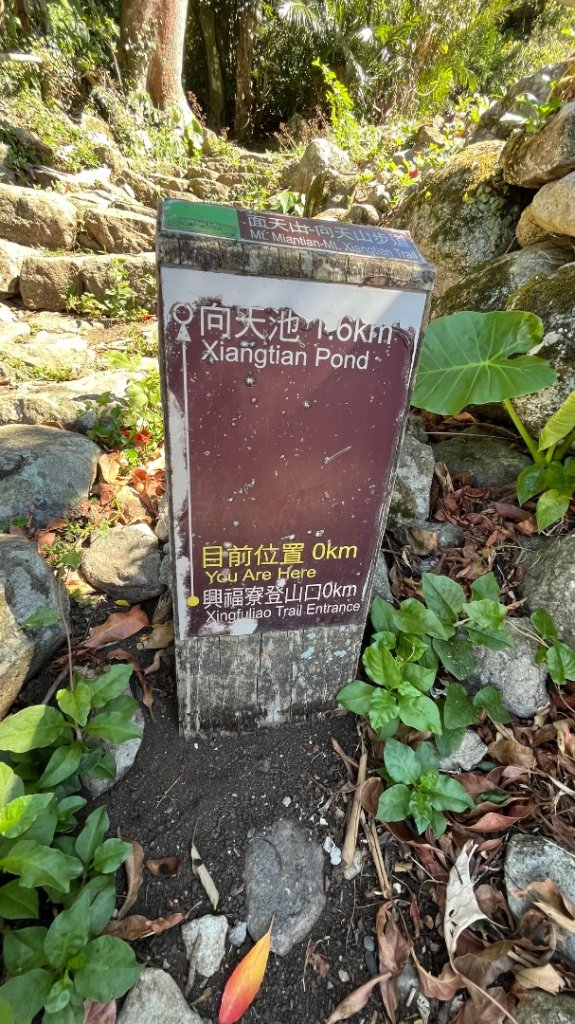 面天山-向天山步道
Mt. Miantian-Mt. Xiangtian Trail
向天池 1.6km
Xiangtian Pond
目前位置 0km
You Are Here
興福寮登山口0km
Xingfuliao Trail Entrance